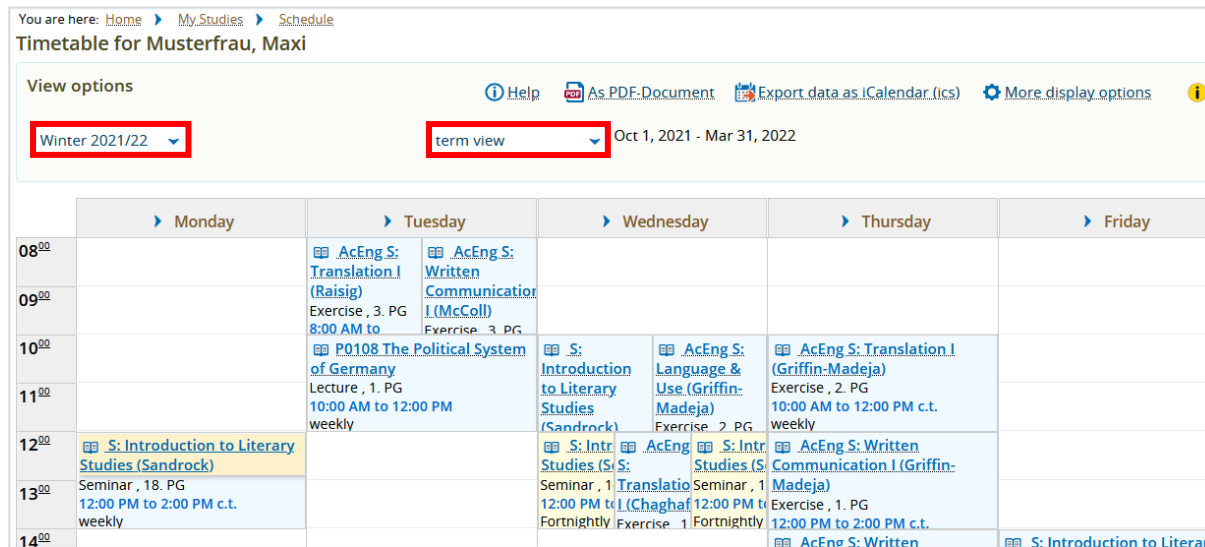 You are here: Home My Studies Schedule
Timetable for Musterfrau, Maxi
View options
Help As PDF-Document Export data as iCalendar (ics) More display options
Winter 2021/22 term view Oct 1, 2021 - Mar 31, 2022
Monday Tuesday Wednesday Thursday Friday
08⁰⁰
AcEng S:
Translation I
(Raisig)
Exercise , 3. PG
8:00 AM to
AcEng S:
Written
Communication
I (McColl)
Exercise , 3. PG
09⁰⁰
10⁰⁰
P0108 The Political System
of Germany
Lecture , 1. PG
10:00 AM to 12:00 PM
weekly
S:
Introduction
to Literary
Studies
(Sandrock)
AcEng S:
Language &
Use (Griffin-
Madeja)
Exercise , 2. PG
AcEng S: Translation I
(Griffin-Madeja)
Exercise , 2. PG
10:00 AM to 12:00 PM c.t.
weekly
11⁰⁰
12⁰⁰
S: Introduction to Literary
Studies (Sandrock)
Seminar , 18. PG
12:00 PM to 2:00 PM c.t.
weekly
S: Intr
Studies (S
Seminar , 1
12:00 PM to
Fortnightly
AcEng
S:
Translatio
I (Chaghaf
Exercise , 1
S: Intr
Studies (S
Seminar , 1
12:00 PM to
Fortnightly
AcEng S: Written
Communication I (Griffin-
Madeja)
Exercise , 1. PG
12:00 PM to 2:00 PM c.t.
13⁰⁰
14⁰⁰
AcEng S: Written
S: Introduction to Literar